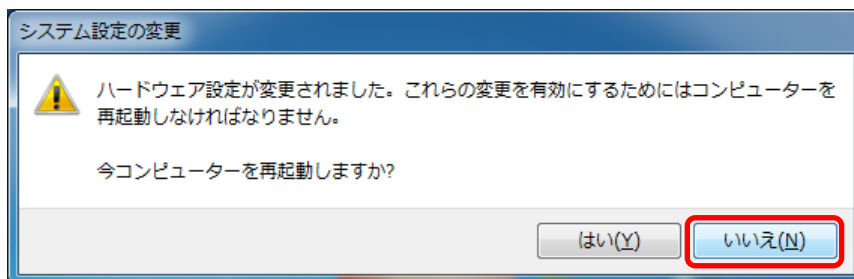 システム設定の変更
ハードウェア設定が変更されました。これらの変更を有効にするためにはコンピューターを
再起動しなければなりません。
今コンピューターを再起動しますか?
はい(Y)
いいえ(N)